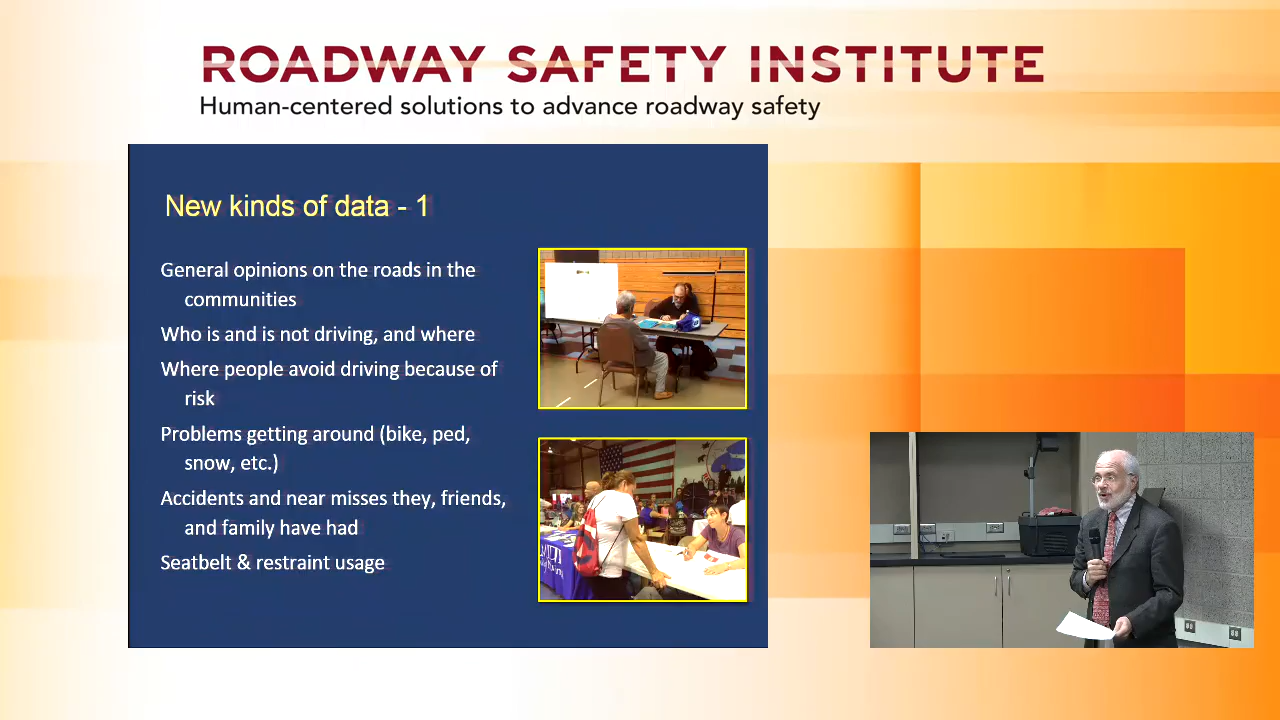 ROADWAY SAFETY INSTITUTE
Human-centered solutions to advance roadway safety
New kinds of data - 1
General opinions on the roads in the
communities
Who is and is not driving, and where
Where people avoid driving because of
risk
Problems getting around (bike, ped,
snow, etc.)
Accidents and near misses they, friends,
and family have had
Seatbelt & restraint usage